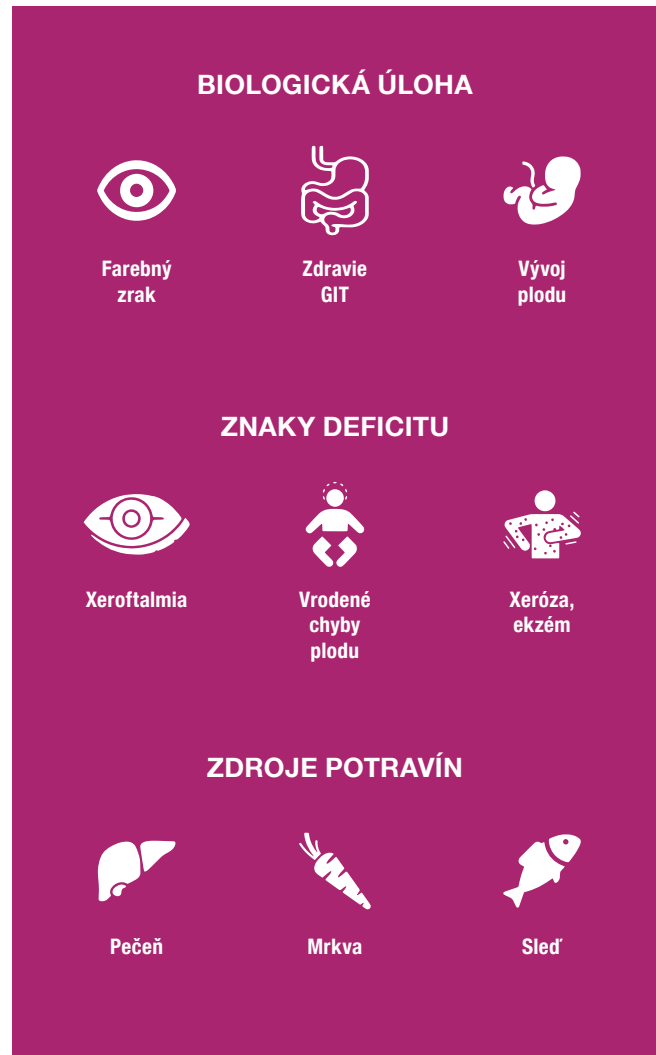 BIOLOGICKÁ ÚLOHA
Farebný
zrak
Zdravie
GIT
Vývoj
plodu
ZNAKY DEFICITU
Xeroftalmia
Vrodené
chyby
plodu
Xeróza,
ekzém
ZDROJE POTRAVÍN
Pečeň
Mrkva
Sleď